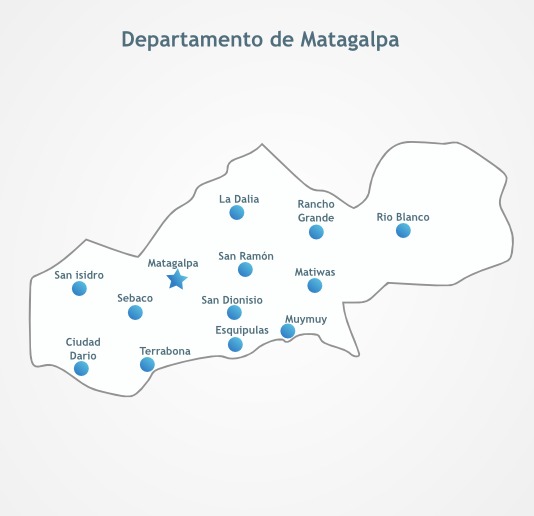 Departamento de Matagalpa
La Dalia
Rancho
Grande
Rio Blanco
Matagalpa
San Ramón
San isidro
Matiwas
Sebaco
San Dionisio
Muymuy
Esquipulas
Ciudad
Dario
Terrabona